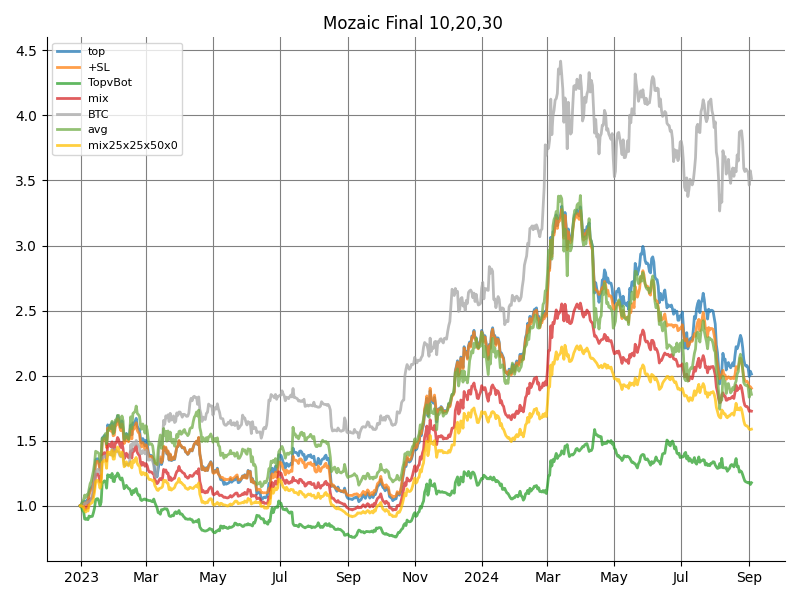 Mozaic Final 10,20,30
4.5
4.0
3.5
3.0
2.5
2.0
1.5
1.0
top
+SL
TopvBot
mix
BTC
avg
mix25x25x50x0
2023 Mar May Jul Sep Nov 2024 Mar May Jul Sep